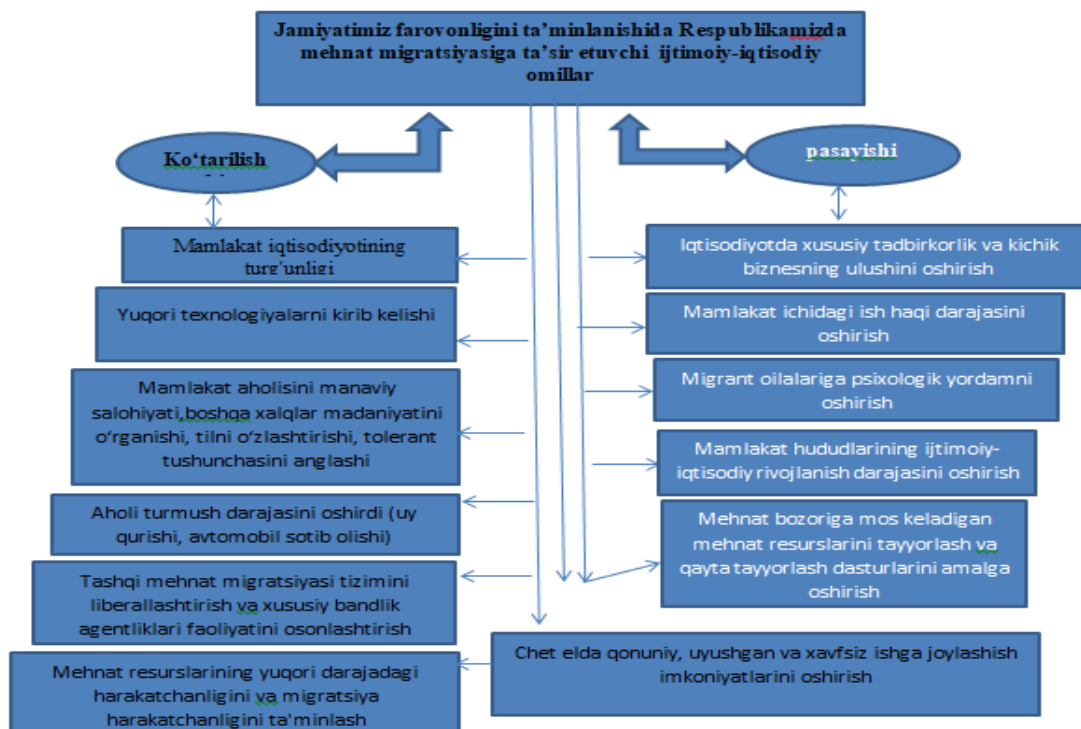 Jamiyatimiz farovonligini ta’minlanishida Respublikamizda
mehnat migratsiyasiga ta’sir etuvchi ijtimoiy-iqtisodiy
omillar
Ko‘tarilish
pasayishi
Mamlakat iqtisodiyotining
turg'unligi
Yuqori texnologiyalarni kirib kelishi
Mamlakat aholisini manaviy
salohiyati,boshqa xalqlar madaniyatini
o‘rganishi, tilni o‘zlashtirishi, tolerant
tushunchasini anglashi
Aholi turmush darajasini oshirdi (uy
qurishi, avtomobil sotib olishi)
Tashqi mehnat migratsiyasi tizimini
liberallashtirish va xususiy bandlik
agentliklari faoliyatini osonlashtirish
Mehnat resurslarining yuqori darajadagi
harakatchanligini va migratsiya
harakatchanligini ta'minlash
Iqtisodiyotda xususiy tadbirkorlik va kichik
biznesning ulushini oshirish
Mamlakat ichidagi ish haqi darajasini
oshirish
Migrant oilalariga psixologik yordamni
oshirish
Mamlakat hududlarining ijtimoiy-
iqtisodiy rivojlanish darajasini oshirish
Mehnat bozoriga mos keladigan
mehnat resurslarini tayyorlash va
qayta tayyorlash dasturlarini amalga
oshirish
Chet elda qonuniy, uyushgan va xavfsiz ishga joylashish
imkoniyatlarini oshirish